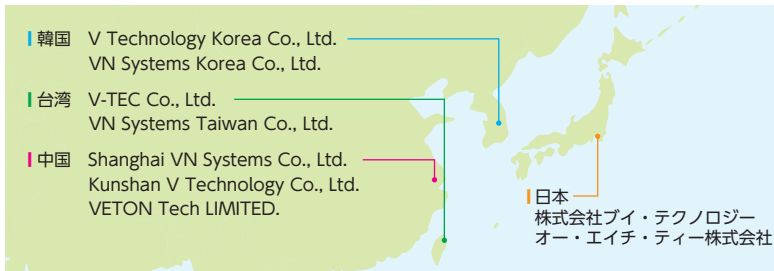 韓国 V Technology Korea Co., Ltd.
VN Systems Korea Co., Ltd.
台湾 V-TEC Co., Ltd.
VN Systems Taiwan Co., Ltd.
中国 Shanghai VN Systems Co., Ltd.
Kunshan V Technology Co., Ltd.
VETON Tech LIMITED.
日本
株式会社ブイ・テクノロジー
オー・エイチ・ティー株式会社